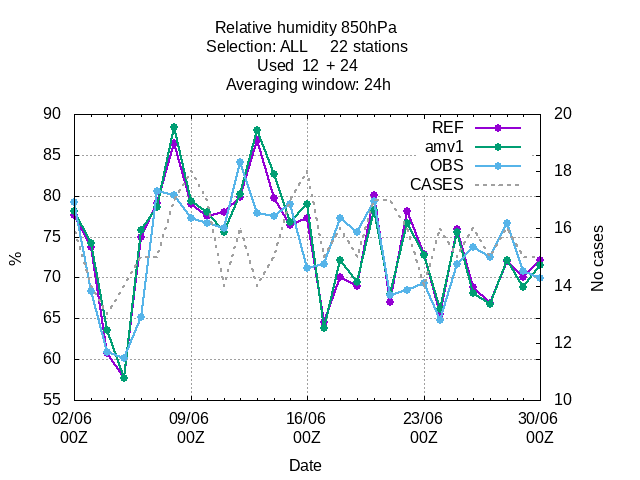 Relative humidity 850hPa
Selection: ALL 22 stations
Used 12 + 24
Averaging window: 24h
REF
amv1
OBS
CASES
%
90
85
80
75
70
65
60
55
20
18
16
14
12
10
No cases
02/06 09/06 16/06 23/06 30/06
00Z 00Z 00Z 00Z 00Z
Date